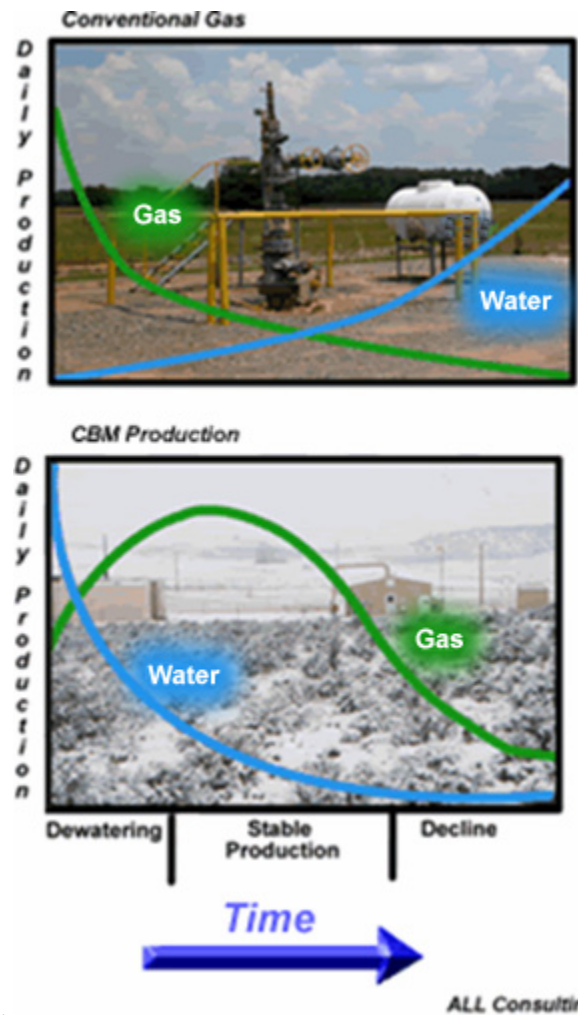 Conventional Gas
Daily Production
Gas
Water
CBM Production
Daily Production
Gas
Water
Dewatering
Stable
Production
Decline
Time
ALL Consultin